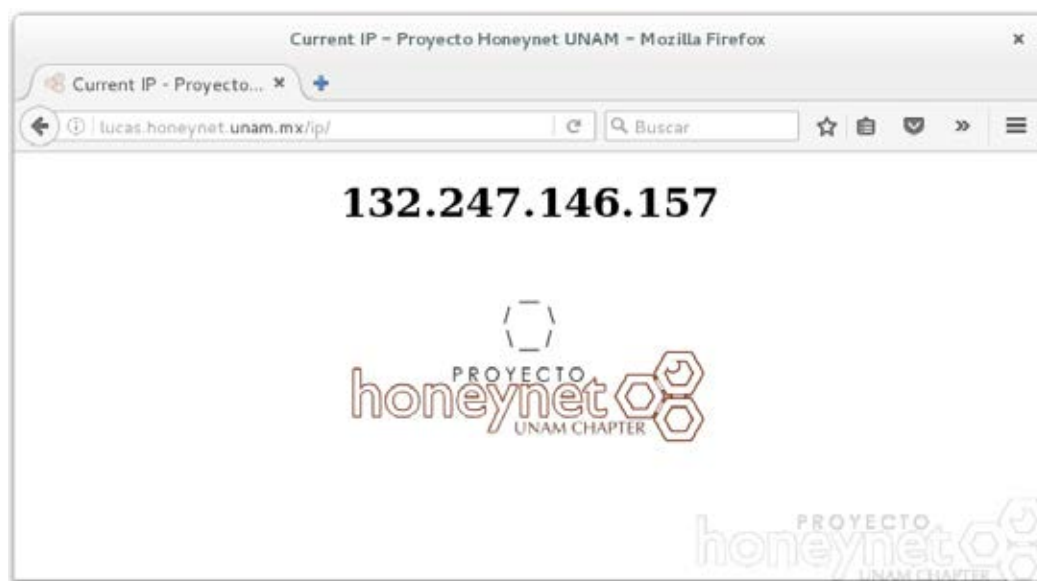 Current IP – Proyecto Honeynet UNAM – Mozilla Firefox
Current IP - Proyecto...
lucas.honeynet.unam.mx/ip/
Buscar
132.247.146.157
PROYECTO
honeynet
UNAM CHAPTER
PROYECTO
honeynet
UNAM CHAPTER